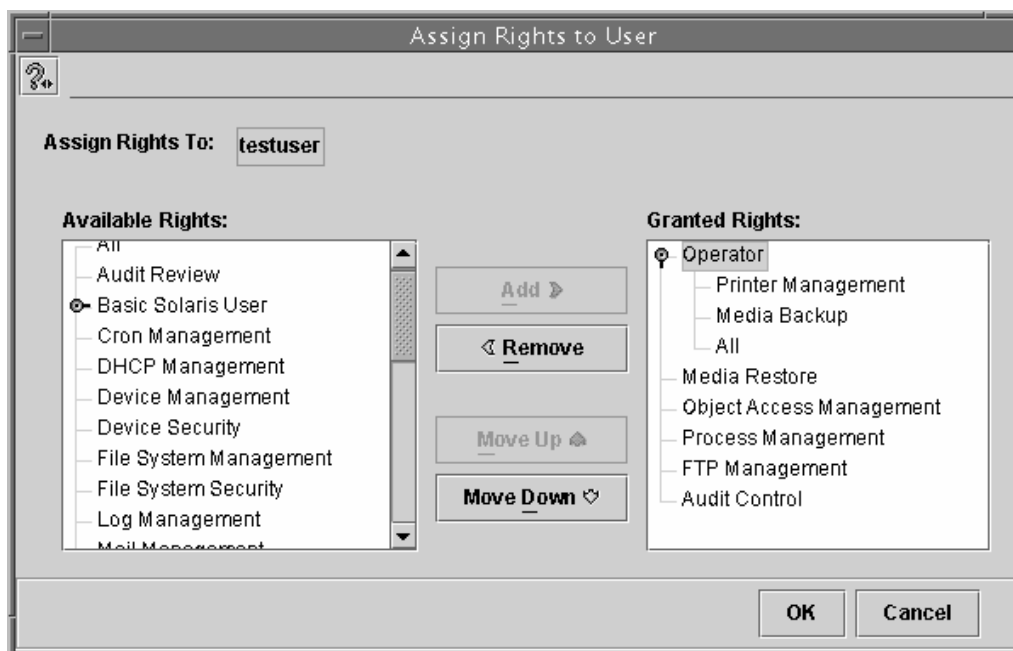 Assign Rights to User
Assign Rights To: testuser
Available Rights:
All
Audit Review
Basic Solaris User
Cron Management
DHCP Management
Device Management
Device Security
File System Management
File System Security
Log Management
Mail Management
Add
Remove
Move Up
Move Down
Granted Rights:
Operator
Printer Management
Media Backup
All
Media Restore
Object Access Management
Process Management
FTP Management
Audit Control
OK
Cancel